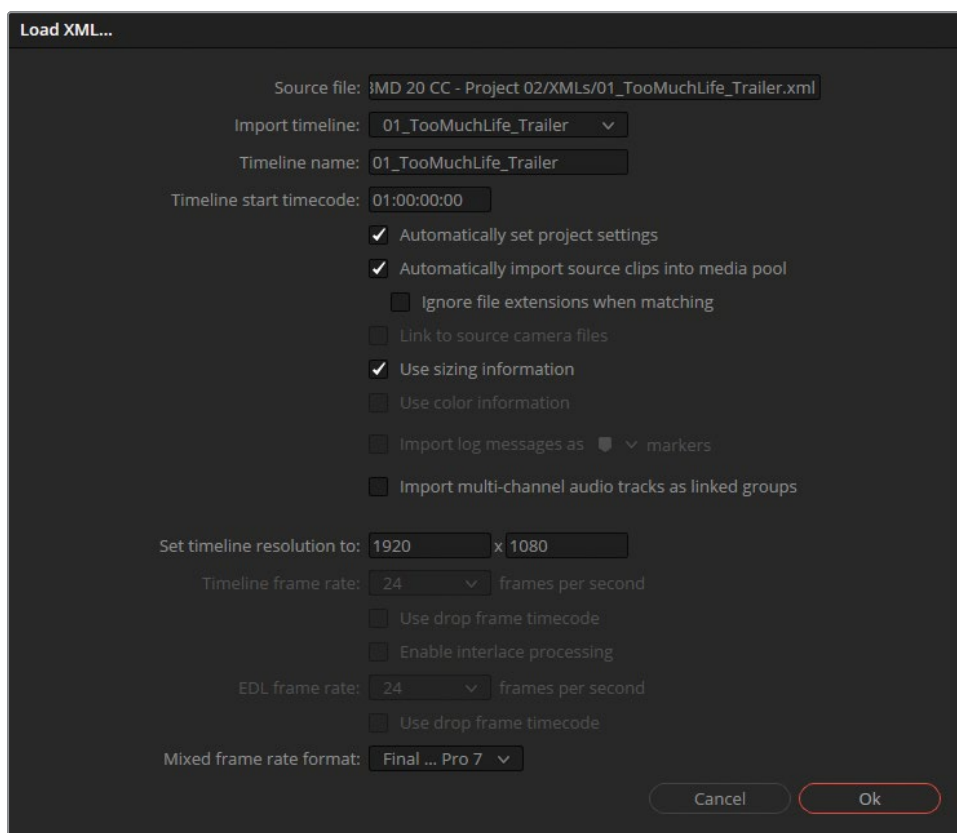 Load XML...
Source file: BMD 20 CC - Project 02/XMLs/01_TooMuchLife_Trailer.xml
Import timeline: 01_TooMuchLife_Trailer
Timeline name: 01_TooMuchLife_Trailer
Timeline start timecode: 01:00:00:00
Automatically set project settings
Automatically import source clips into media pool
Ignore file extensions when matching
Link to source camera files
Use sizing information
Use color information
Import log messages as markers
Import multi-channel audio tracks as linked groups
Set timeline resolution to: 1920 x 1080
Timeline frame rate: 24 frames per second
Use drop frame timecode
Enable interlace processing
EDL frame rate: 24 frames per second
Use drop frame timecode
Mixed frame rate format: Final ... Pro 7
Cancel Ok